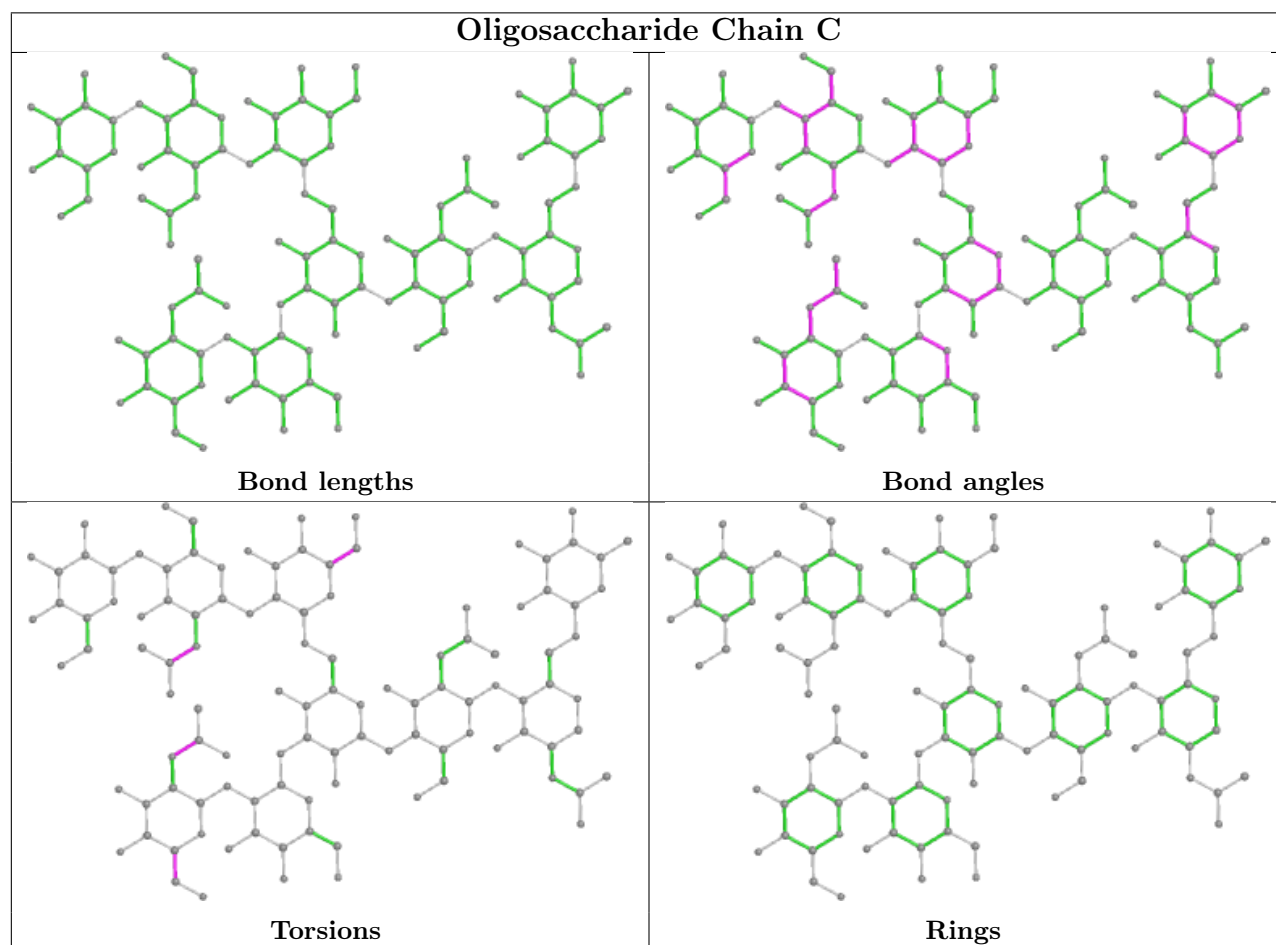 Oligosaccharide Chain C
Bond lengths
Bond angles
Torsions
Rings